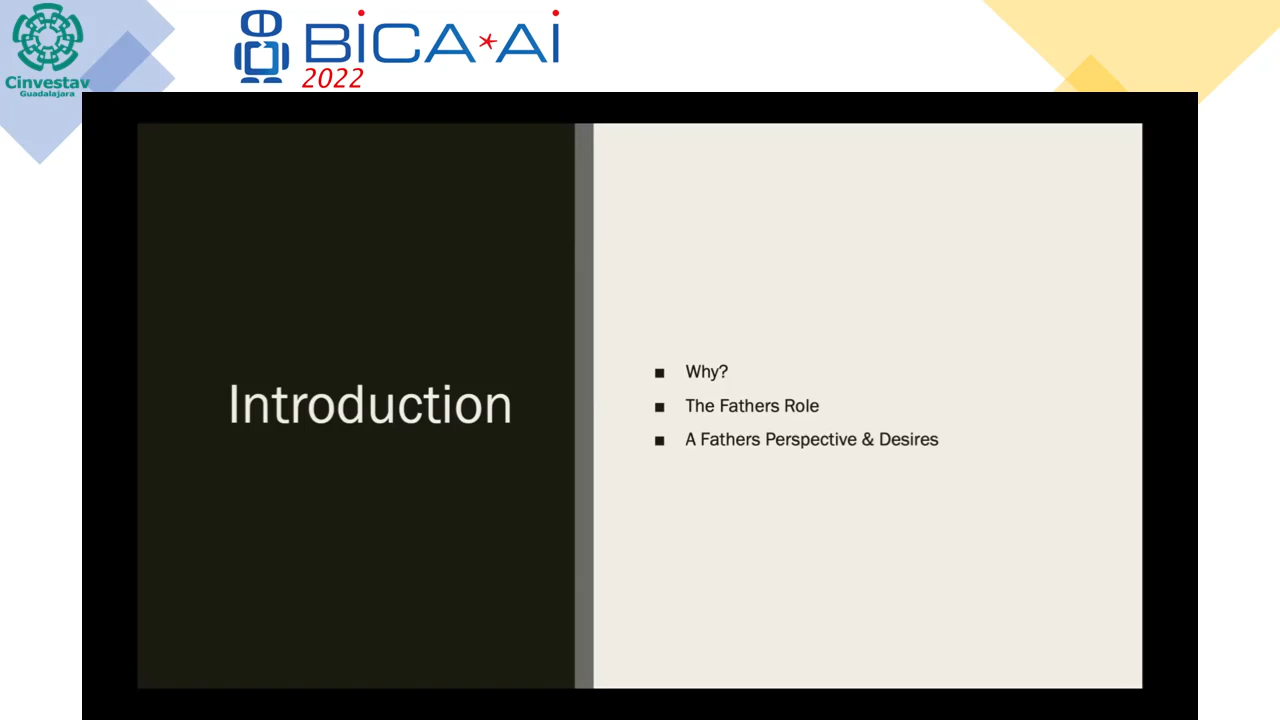 Cinvestav
Guadalajara
BiCA*Ai
2022
Introduction
■ Why?
■ The Fathers Role
■ A Fathers Perspective & Desires